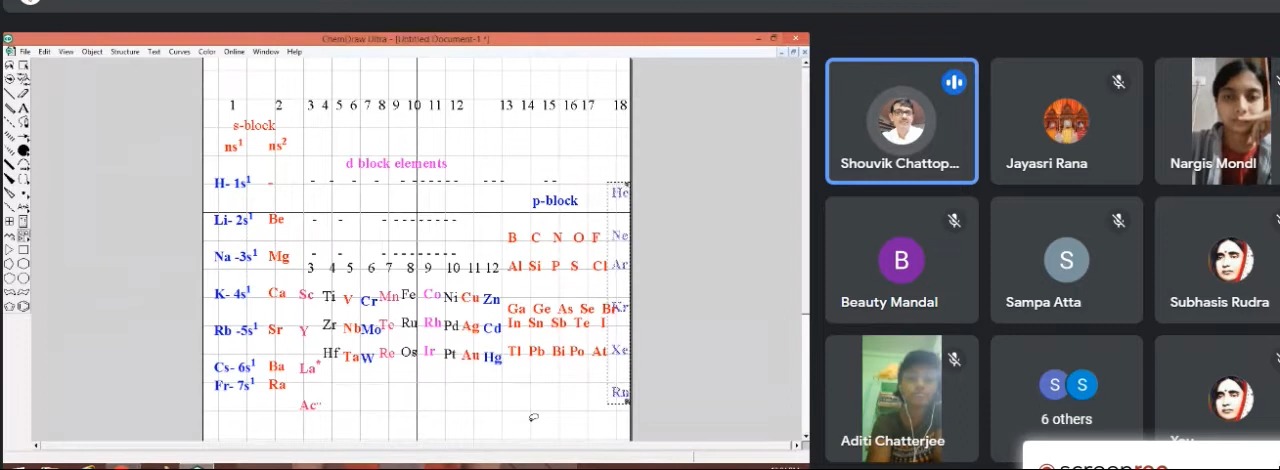 ChemDraw Ultra - [Untitled Document-1 *]
File Edit View Object Structure Text Curves Color Online Window Help
1 2 3 4 5 6 7 8 9 10 11 12 13 14 15 16 17 18
s-block
ns1 ns2
d block elements
H- 1s1 - - - - - - - - - - - - - - - - - He
p-block
Li- 2s1 Be - - - - - - - - - -
B C N O F Ne
Na -3s1 Mg - - - - - - - - -
3 4 5 6 7 8 9 10 11 12 Al Si P S Cl Ar
K- 4s1 Ca Sc Ti V Cr Mn Fe Co Ni Cu Zn Ga Ge As Se Br Kr
Rb -5s1 Sr Y Zr Nb Mo Tc Ru Rh Pd Ag Cd In Sn Sb Te I Xe
Cs- 6s1 Ba La* Hf Ta W Re Os Ir Pt Au Hg Tl Pb Bi Po At Rn
Fr- 7s1 Ra
Ac
Shouvik Chattop...
Jayasri Rana
Nargis Mondl
B
Beauty Mandal
S
Sampa Atta
Subhasis Rudra
Aditi Chatterjee
S S
6 others
You